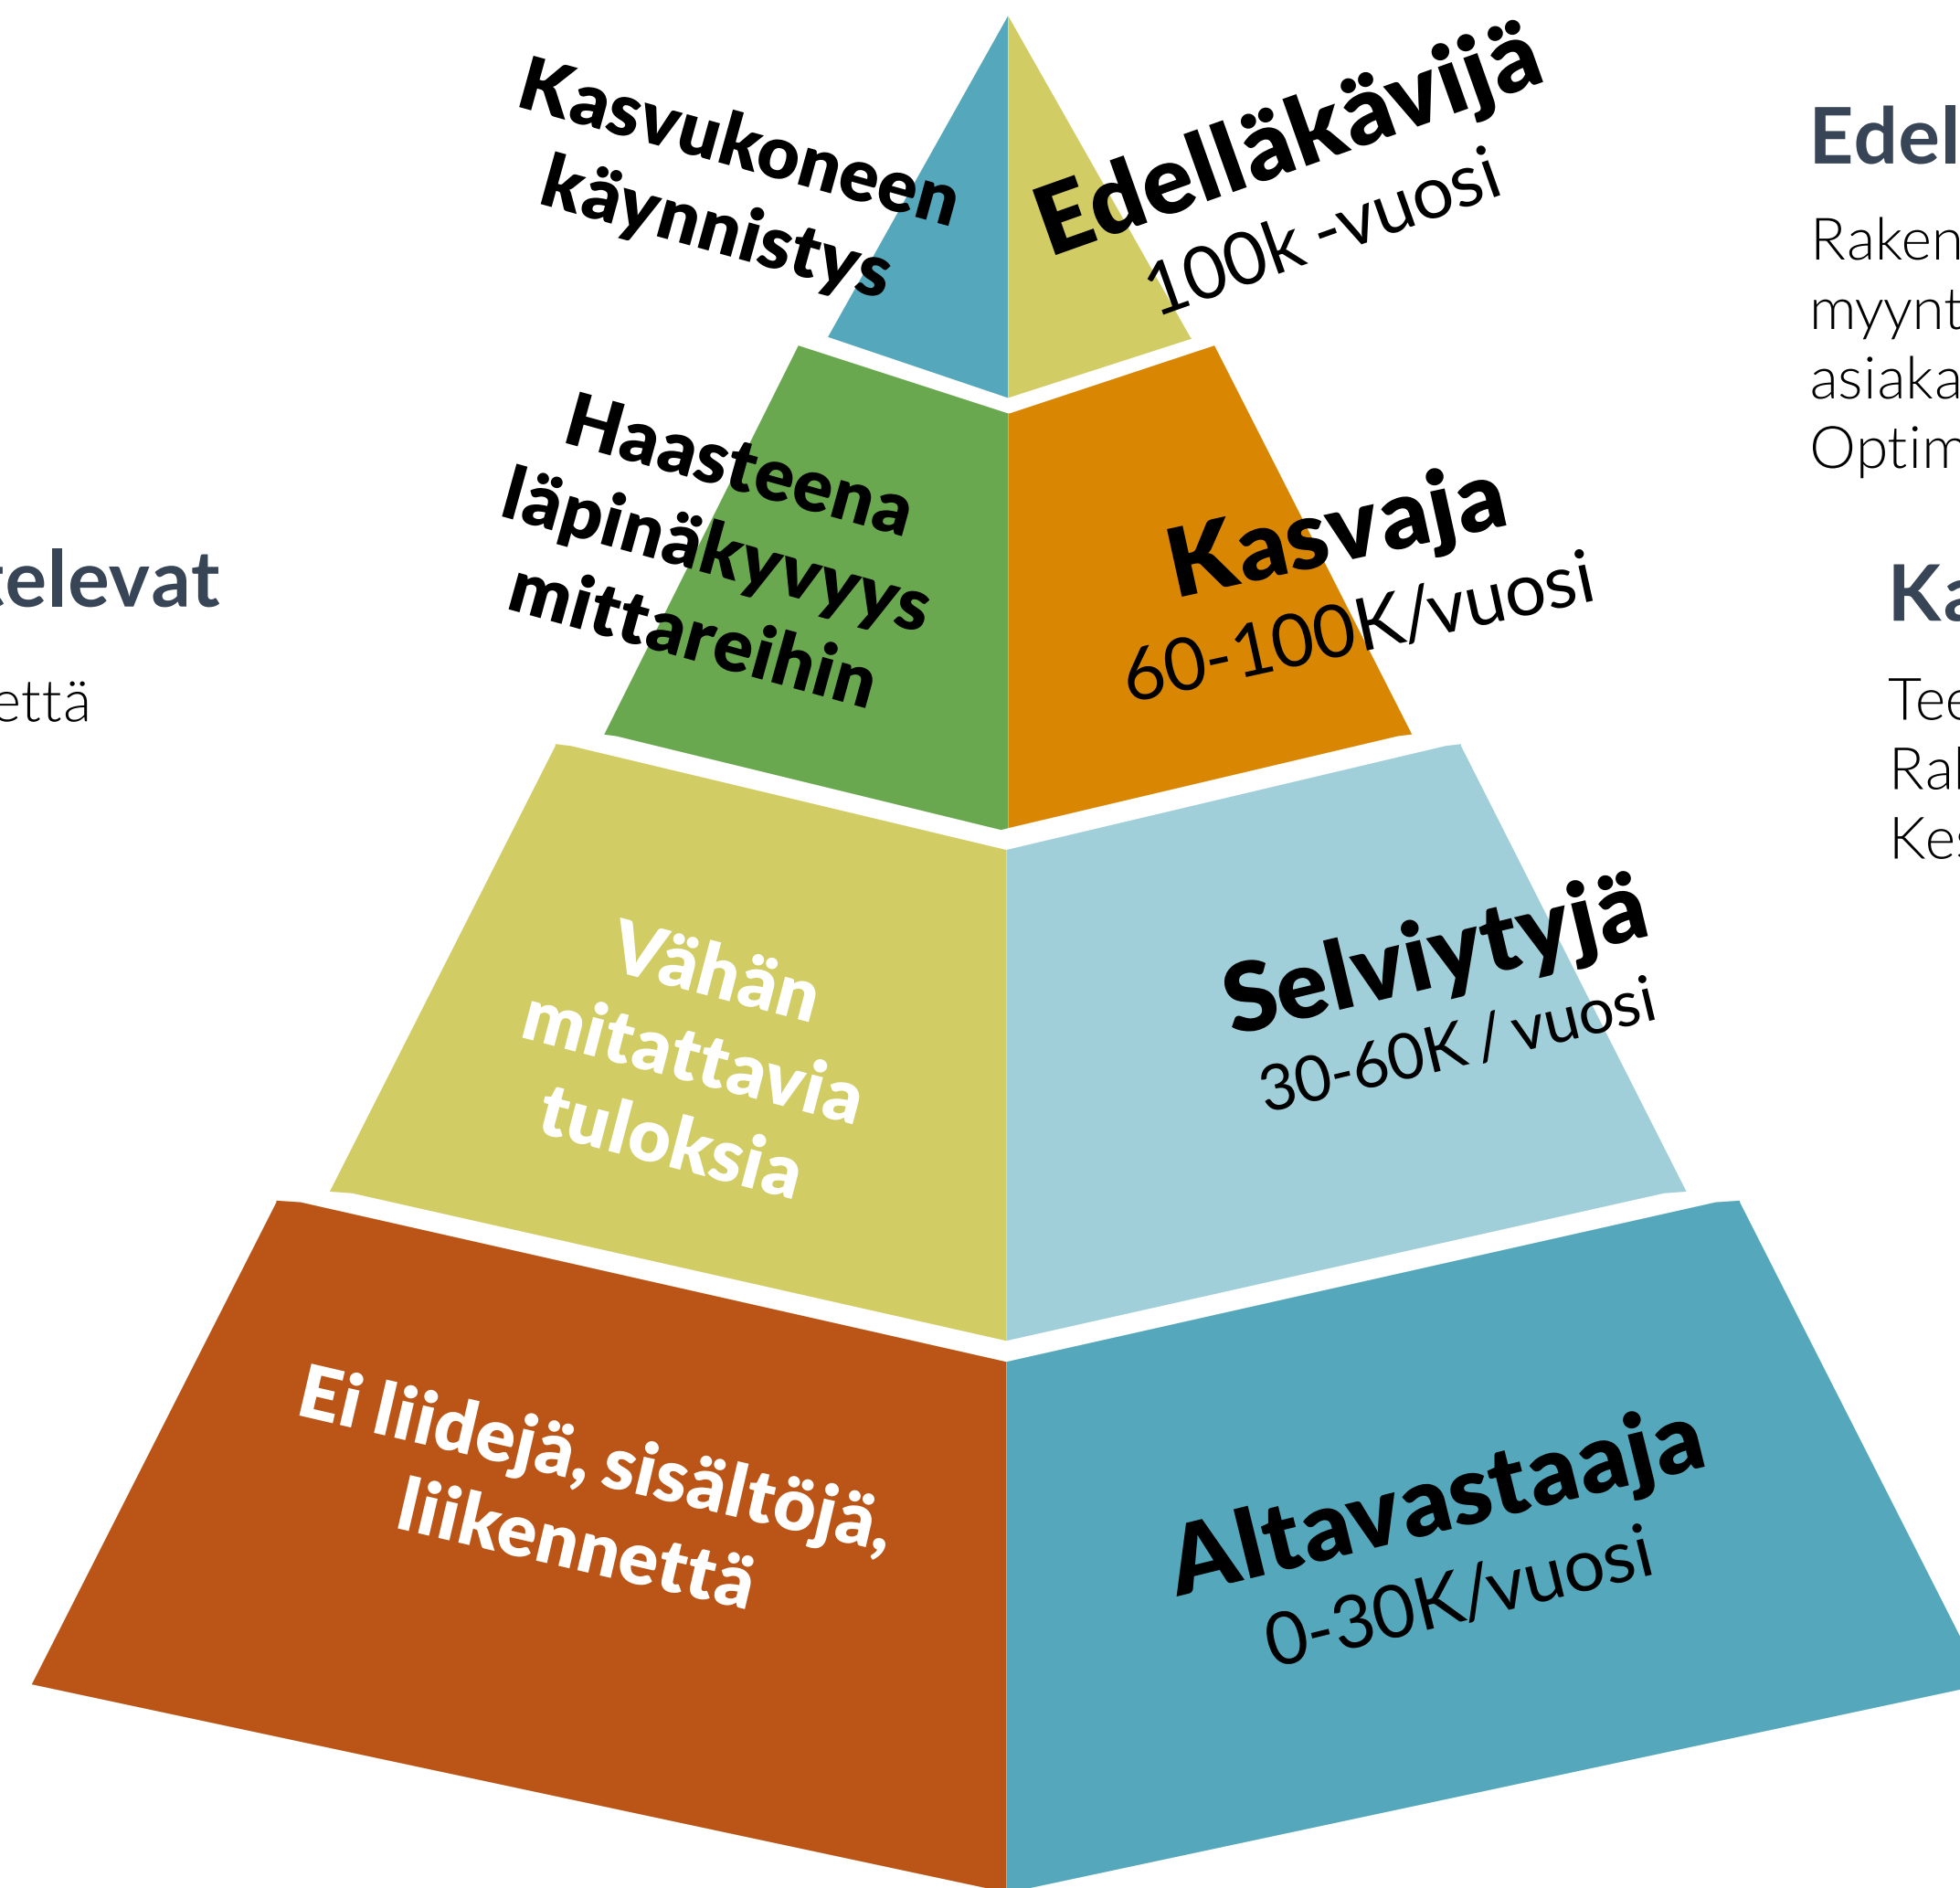 Kasvukoneen
käynnistys
Edelläkävijä
100k -vuosi
Haasteena
läpinäkyvyys
mittareihin
Kasvaja
60-100K/vuosi
Vähän
mitattavia
tuloksia
Selviytyjä
30-60K / vuosi
Ei liidejä, sisältöjä,
liikennettä
Altavastaaja
0-30K/vuosi